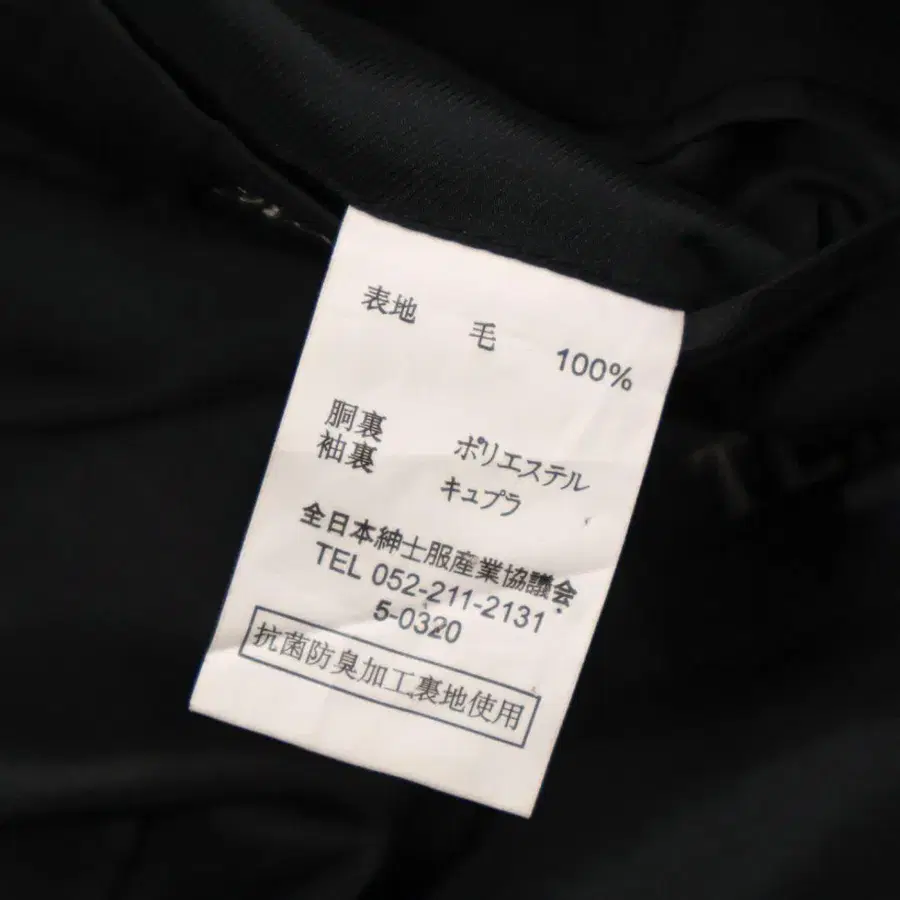 表地 毛 100%
胴裏 ポリエステル
袖裏 キュプラ
全日本紳士服産業協議会
TEL 052-211-2131
5-0320
抗菌防臭加工裏地使用